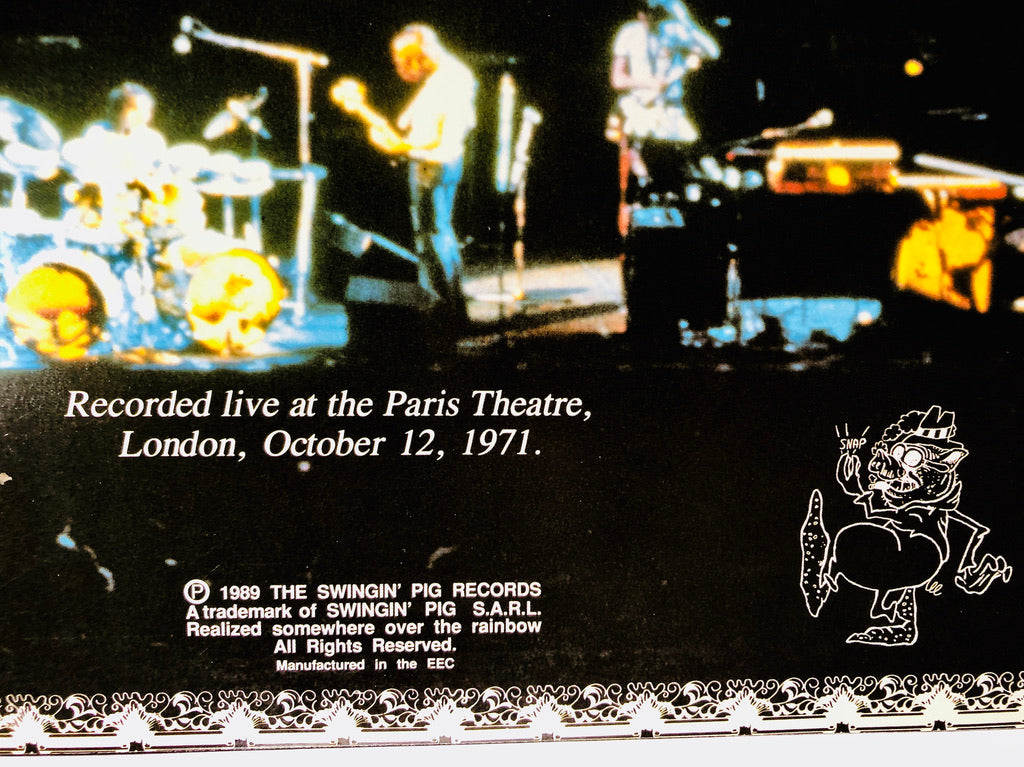 Recorded live at the Paris Theatre,
London, October 12, 1971.
SNAP
Ⓟ 1989 THE SWINGIN' PIG RECORDS
A trademark of SWINGIN' PIG S.A.R.L.
Realized somewhere over the rainbow
All Rights Reserved.
Manufactured in the EEC